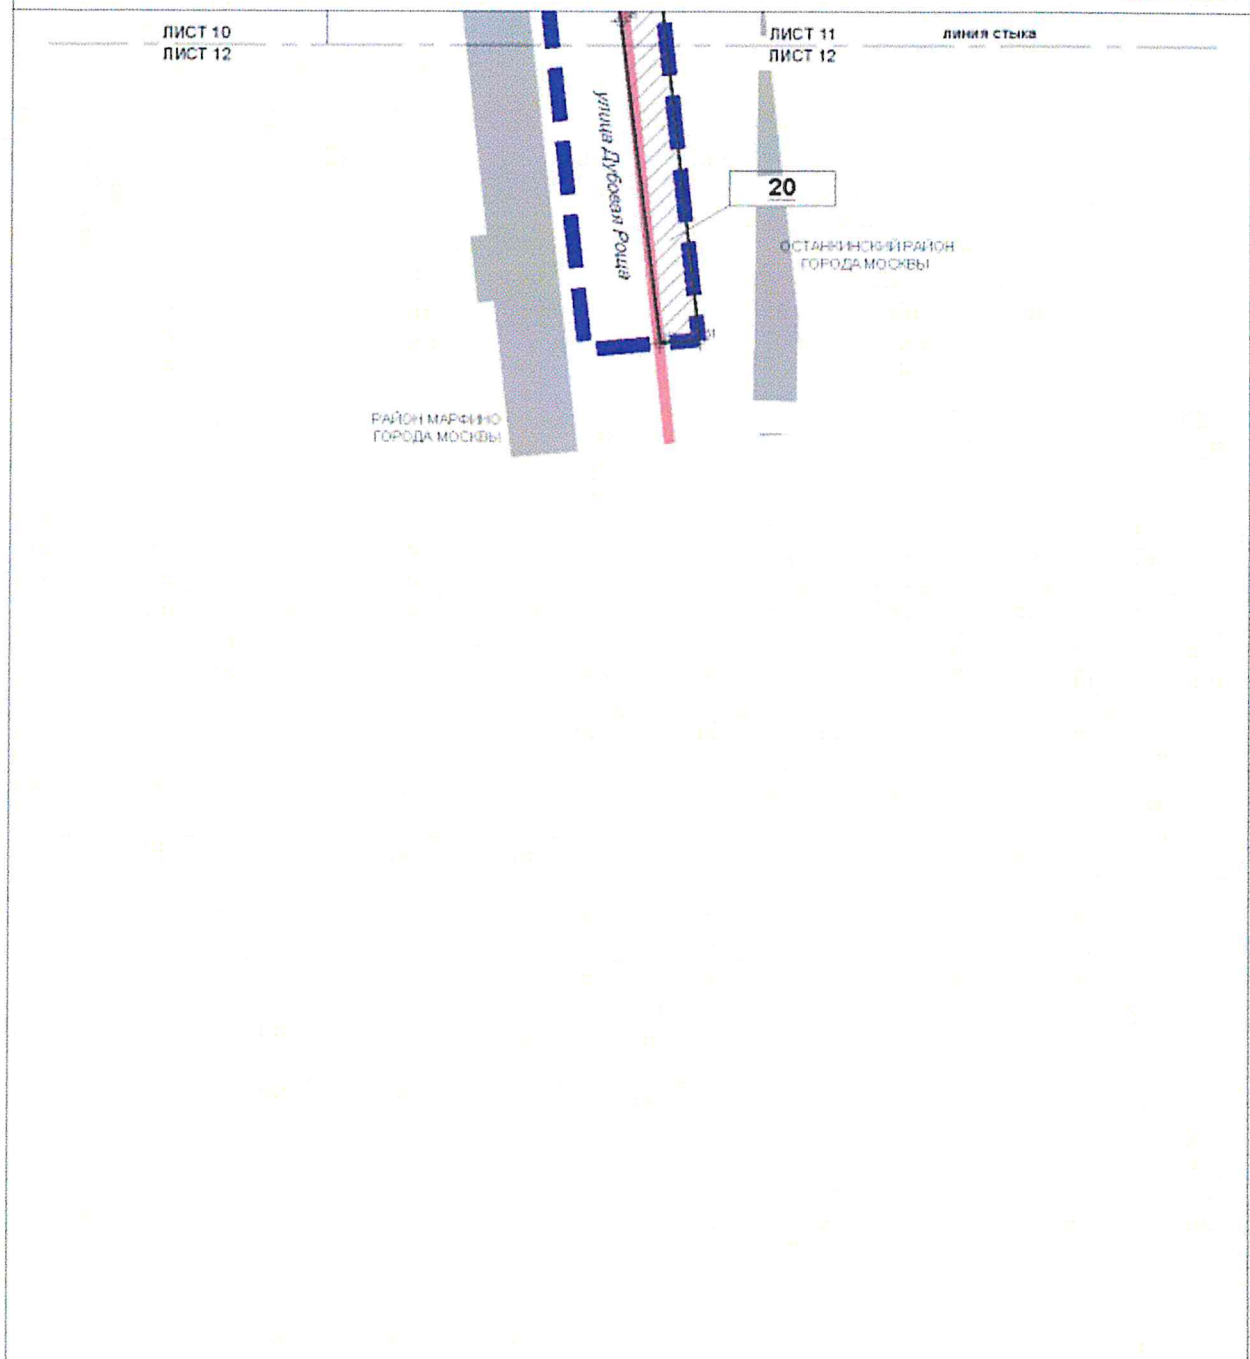 ЛИСТ 10
ЛИСТ 12
ЛИСТ 11
ЛИСТ 12
линия стыка
улица Дубовая Роща
20
ОСТАНКИНСКИЙ РАЙОН
ГОРОДА МОСКВЫ
РАЙОН МАРФИНО
ГОРОДА МОСКВЫ